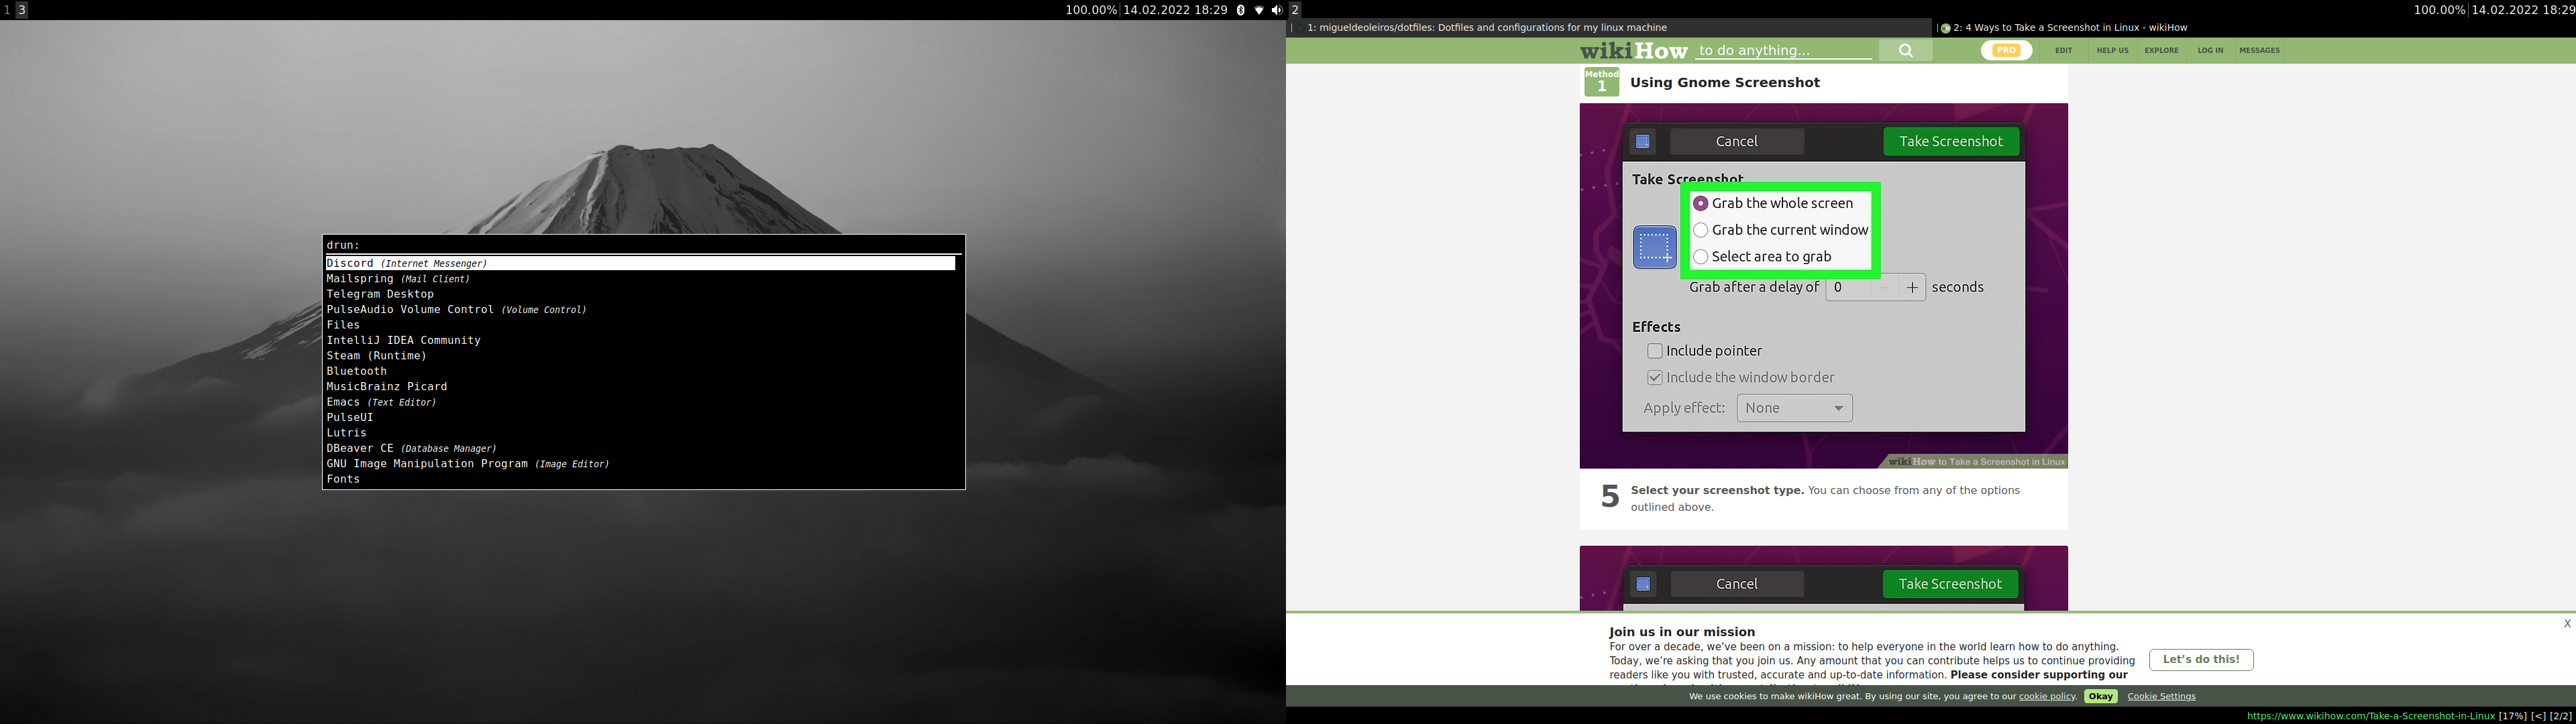 1 3
100.00% 14.02.2022 18:29
drun:
Discord (Internet Messenger)
Mailspring (Mail Client)
Telegram Desktop
PulseAudio Volume Control (Volume Control)
Files
IntelliJ IDEA Community
Steam (Runtime)
Bluetooth
MusicBrainz Picard
Emacs (Text Editor)
PulseUI
Lutris
DBeaver CE (Database Manager)
GNU Image Manipulation Program (Image Editor)
Fonts
2
100.00% 14.02.2022 18:29
1: migueldeoleiros/dotfiles: Dotfiles and configurations for my linux machine
2: 4 Ways to Take a Screenshot in Linux - wikiHow
wikiHow to do anything...
PRO EDIT HELP US EXPLORE LOG IN MESSAGES
Method
1
Using Gnome Screenshot
Cancel Take Screenshot
Take Screenshot
Grab the whole screen
Grab the current window
Select area to grab
Grab after a delay of 0 - + seconds
Effects
Include pointer
Include the window border
Apply effect: None
wikiHow to Take a Screenshot in Linux
5 Select your screenshot type. You can choose from any of the options
outlined above.
Cancel Take Screenshot
X
Join us in our mission
For over a decade, we've been on a mission: to help everyone in the world learn how to do anything.
Today, we're asking that you join us. Any amount that you can contribute helps us to continue providing
readers like you with trusted, accurate and up-to-date information. Please consider supporting our
Let's do this!
We use cookies to make wikiHow great. By using our site, you agree to our cookie policy. Okay Cookie Settings
https://www.wikihow.com/Take-a-Screenshot-in-Linux [17%] [<] [2/2]